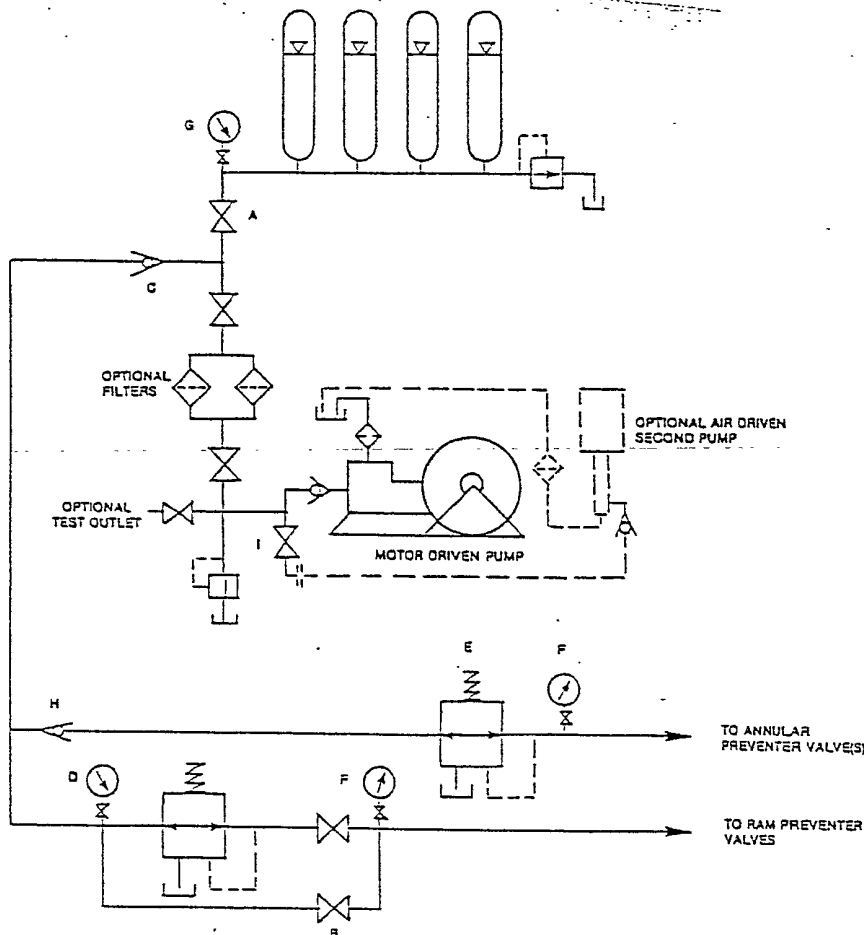 G
A
C
OPTIONAL
FILTERS
OPTIONAL AIR DRIVEN
SECOND PUMP
OPTIONAL
TEST OUTLET
I
MOTOR DRIVEN PUMP
E
F
H
TO ANNULAR
PREVENTER VALVE(S)
D
F
TO RAM PREVENTER
VALVES
B